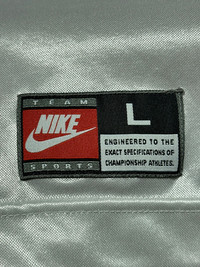 TEAM
NIKE
SPORTS
L
ENGINEERED TO THE
EXACT SPECIFICATIONS OF
CHAMPIONSHIP ATHLETES.